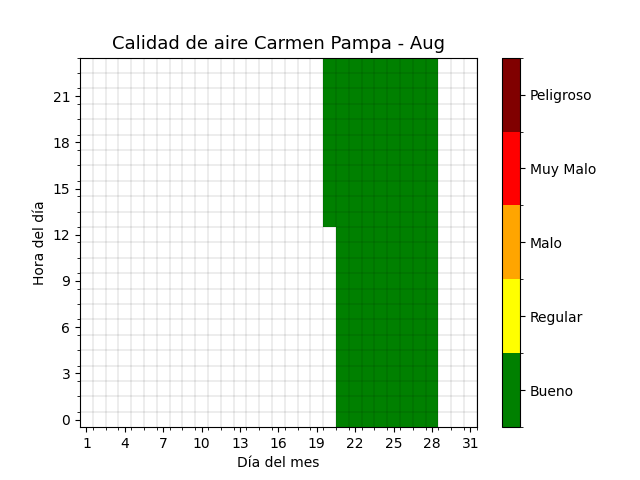 Calidad de aire Carmen Pampa - Aug
Peligroso
Muy Malo
Malo
Regular
Bueno
Hora del día
21
18
15
12
9
6
3
0
1 4 7 10 13 16 19 22 25 28 31
Día del mes